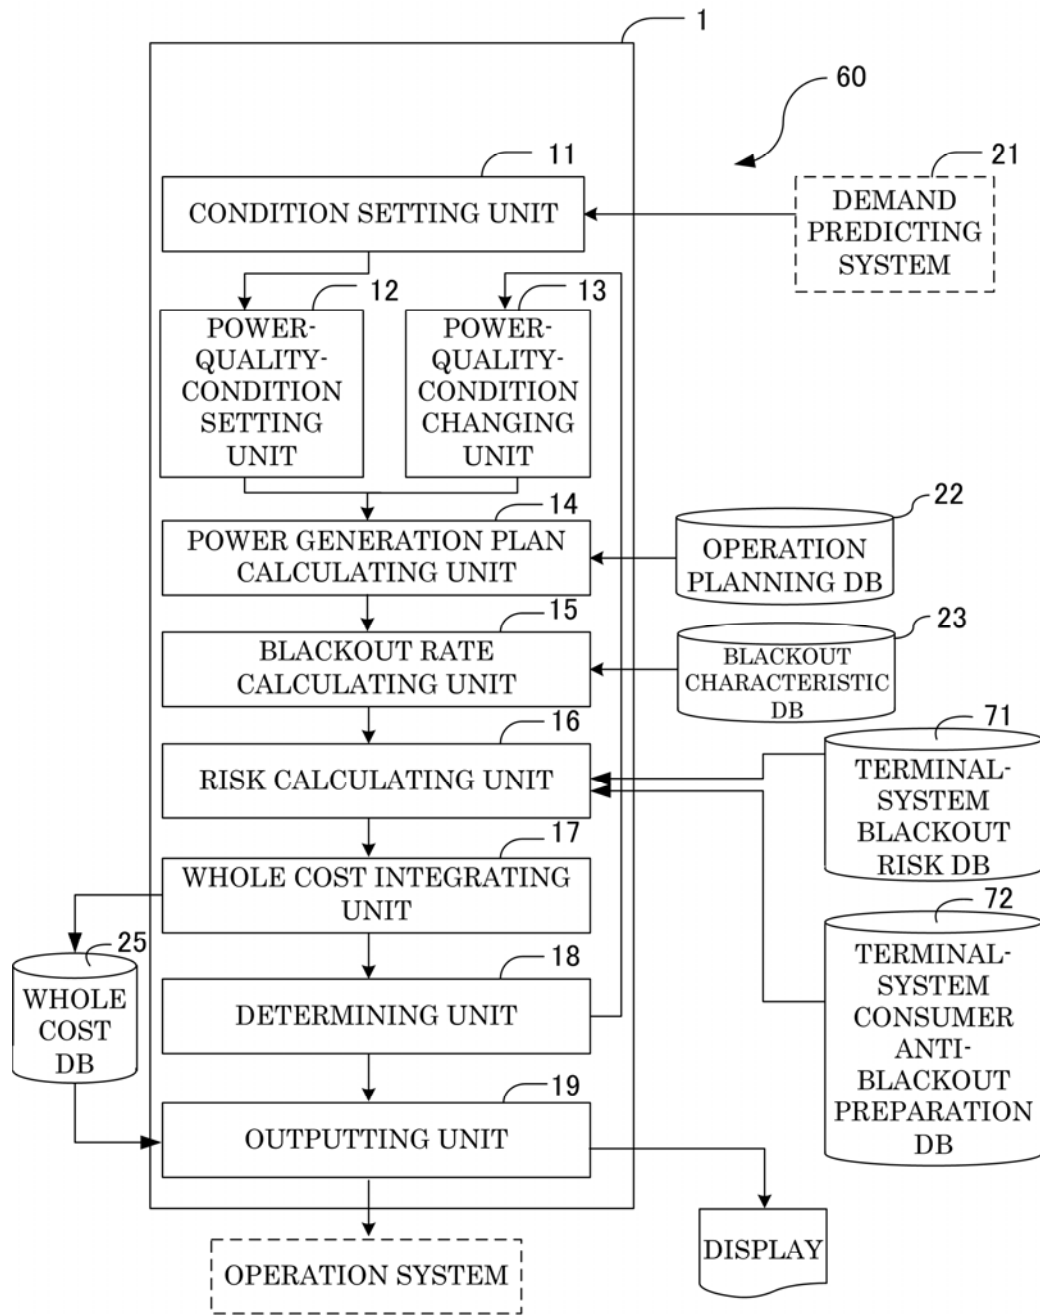 1
60
11
CONDITION SETTING UNIT
21
DEMAND
PREDICTING
SYSTEM
12
POWER-
QUALITY-
CONDITION
SETTING
UNIT
13
POWER-
QUALITY-
CONDITION
CHANGING
UNIT
14
POWER GENERATION PLAN
CALCULATING UNIT
22
OPERATION
PLANNING DB
15
BLACKOUT RATE
CALCULATING UNIT
23
BLACKOUT
CHARACTERISTIC
DB
16
RISK CALCULATING UNIT
71
TERMINAL-
SYSTEM
BLACKOUT
RISK DB
17
WHOLE COST INTEGRATING
UNIT
72
TERMINAL-
SYSTEM
CONSUMER
ANTI-
BLACKOUT
PREPARATION
DB
25
WHOLE
COST
DB
18
DETERMINING UNIT
19
OUTPUTTING UNIT
DISPLAY
OPERATION SYSTEM